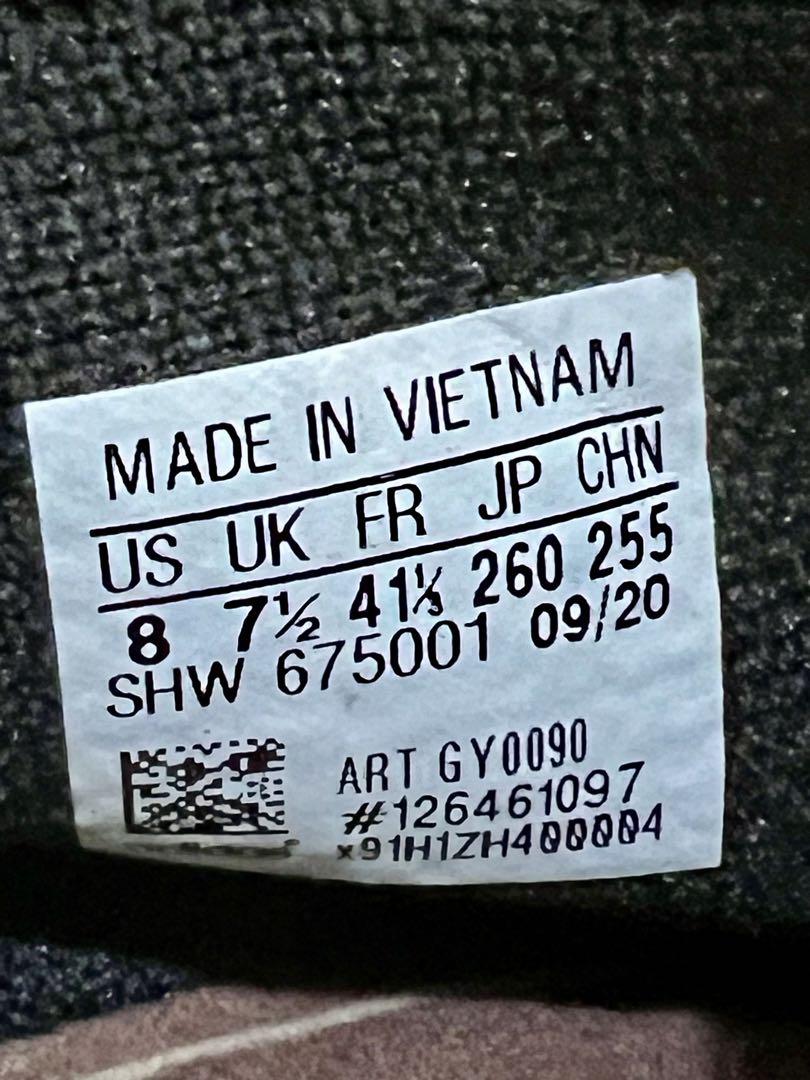 MADE IN VIETNAM
US UK FR JP CHN
8 7½ 41⅓ 260 255
SHW 675001 09/20
ART GY0090
#126461097
x91H1ZH400004